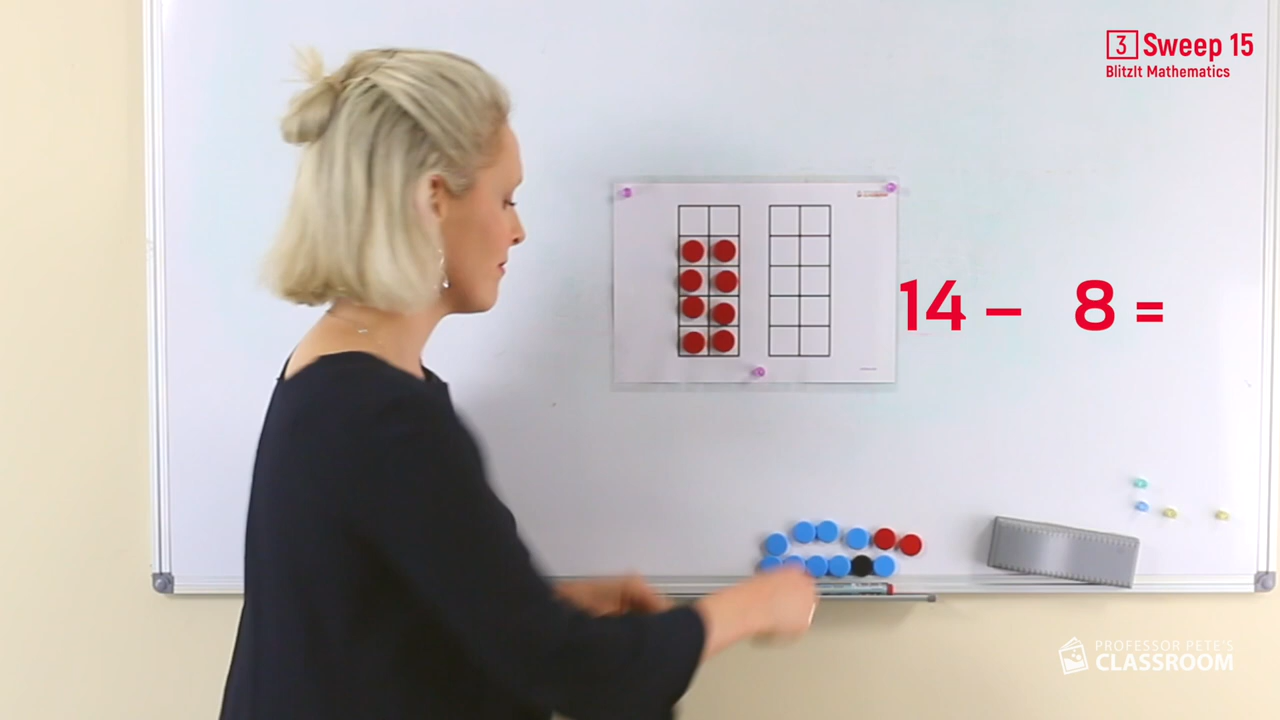 3 Sweep 15
BlitzIt Mathematics
14 – 8 =
PROFESSOR PETE'S
CLASSROOM